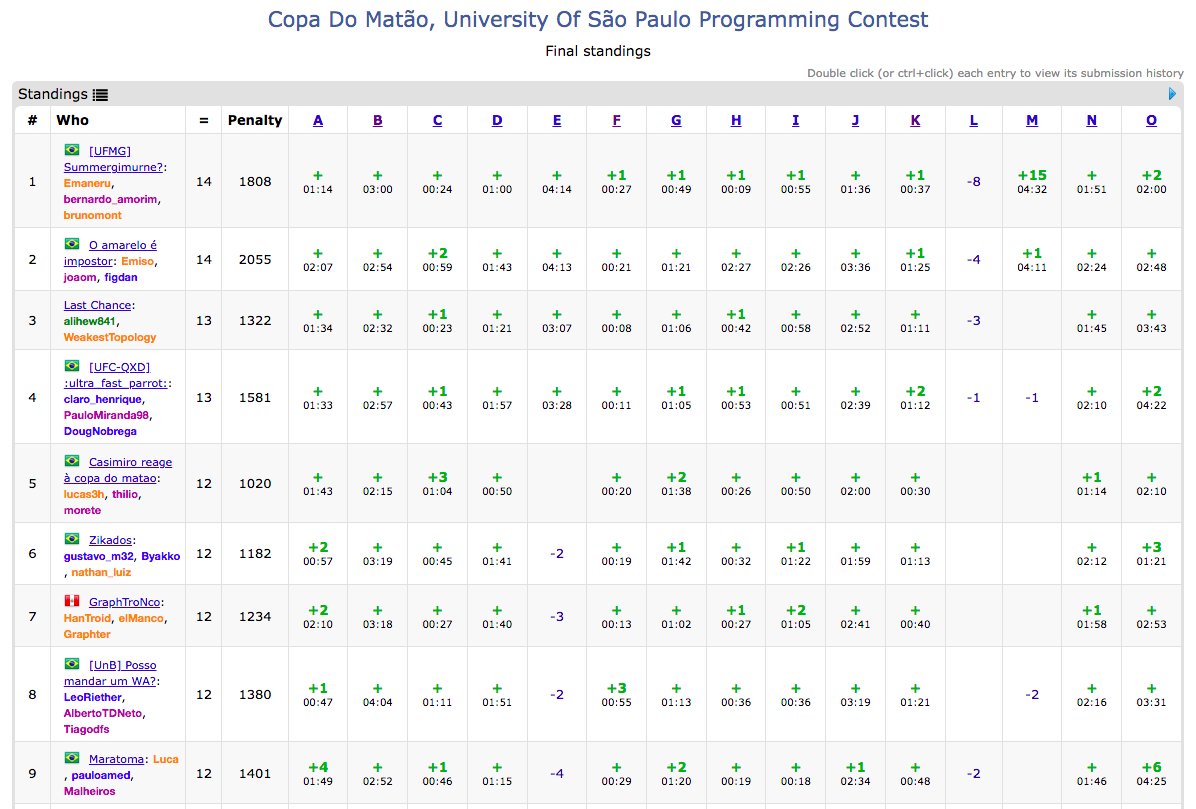 Copa Do Matão, University Of São Paulo Programming Contest
Final standings
Double click (or ctrl+click) each entry to view its submission history
Standings
# Who = Penalty A B C D E F G H I J K L M N O
1 [UFMG] Summergimurne?: Emaneru, bernardo_amorim, brunomont 14 1808 + + + + + +1 +1 +1 +1 + +1 -8 +15 + +2
01:14 03:00 00:24 01:00 04:14 00:27 00:49 00:09 00:55 01:36 00:37 04:32 01:51 02:00
2 O amarelo é impostor: Emiso, joaom, figdan 14 2055 + + +2 + + + + + + + +1 -4 +1 + +
02:07 02:54 00:59 01:43 04:13 00:21 01:21 02:27 02:26 03:36 01:25 04:11 02:24 02:48
3 Last Chance: alihew841, WeakestTopology 13 1322 + + +1 + + + + +1 + + + -3 + +
01:34 02:32 00:23 01:21 03:07 00:08 01:06 00:42 00:58 02:52 01:11 01:45 03:43
4 [UFC-QXD] :ultra_fast_parrot:: claro_henrique, PauloMiranda98, DougNobrega 13 1581 + + +1 + + + +1 +1 + + +2 -1 -1 + +2
01:33 02:57 00:43 01:57 03:28 00:11 01:05 00:53 00:51 02:39 01:12 02:10 04:22
5 Casimiro reage à copa do matao: lucas3h, thilio, morete 12 1020 + + +3 + + +2 + + + + +1 +
01:43 02:15 01:04 00:50 00:20 01:38 00:26 00:50 02:00 00:30 01:14 02:10
6 Zikados: gustavo_m32, Byakko , nathan_luiz 12 1182 +2 + + + -2 + +1 + +1 + + + +3
00:57 03:19 00:45 01:41 00:19 01:42 00:32 01:22 01:59 01:13 02:12 01:21
7 GraphTroNco: HanTroid, elManco, Graphter 12 1234 +2 + + + -3 + + +1 +2 + + +1 +
02:10 03:18 00:27 01:40 00:13 01:02 00:27 01:05 02:41 00:40 01:58 02:53
8 [UnB] Posso mandar um WA?: LeoRiether, AlbertoTDNeto, Tiagodfs 12 1380 +1 + + + -2 +3 + + + + + -2 + +
00:47 04:04 01:11 01:51 00:55 01:13 00:36 00:36 03:19 01:21 02:16 03:31
9 Maratoma: Luca , pauloamed, Malheiros 12 1401 +4 + +1 + -4 + +2 + + +1 + -2 + +6
01:49 02:52 00:46 01:15 00:29 01:20 00:19 00:18 02:34 00:48 01:46 04:25